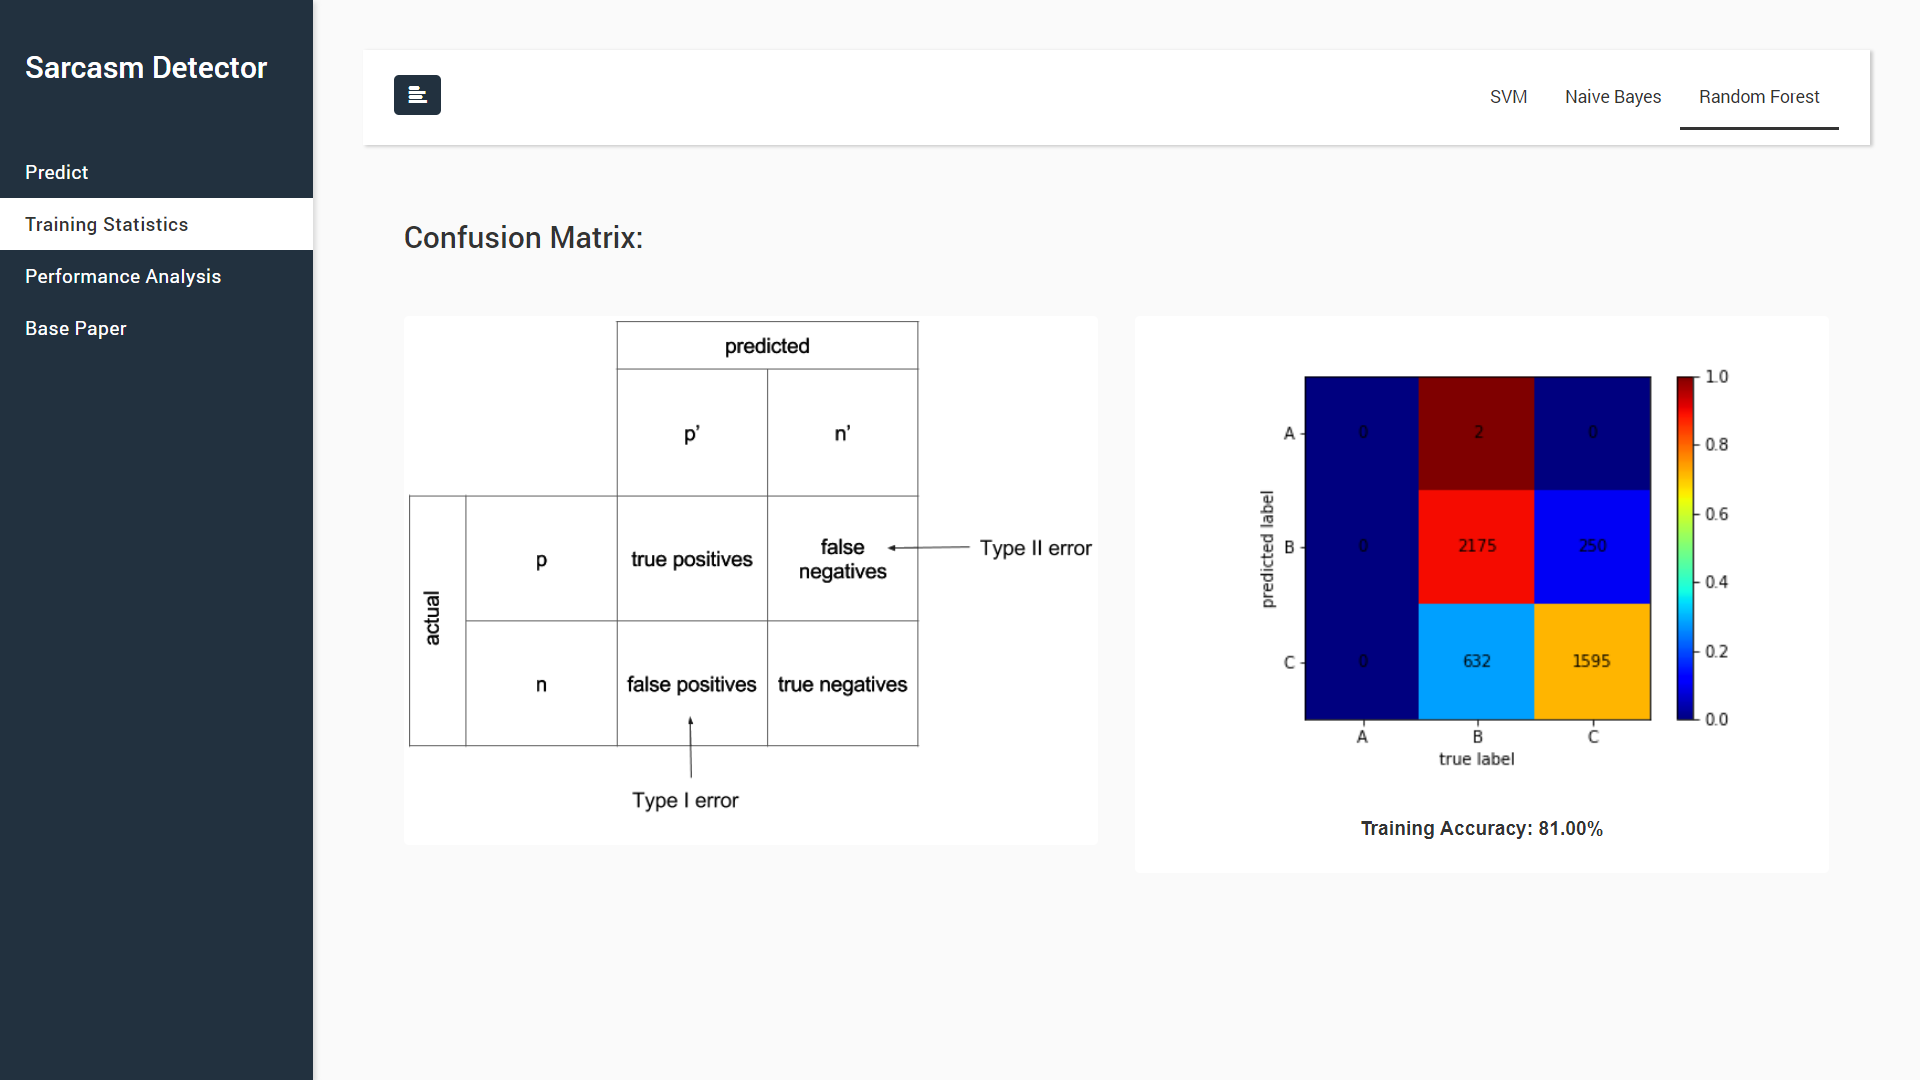 Sarcasm Detector
Predict
Training Statistics
Performance Analysis
Base Paper
SVM
Naive Bayes
Random Forest
Confusion Matrix:
predicted
p’
n’
actual
p
true positives
false
negatives
Type II error
n
false positives
true negatives
Type I error
predicted label
A
0
2
0
B
0
2175
250
C
0
632
1595
A
B
C
true label
1.0
0.8
0.6
0.4
0.2
0.0
Training Accuracy: 81.00%